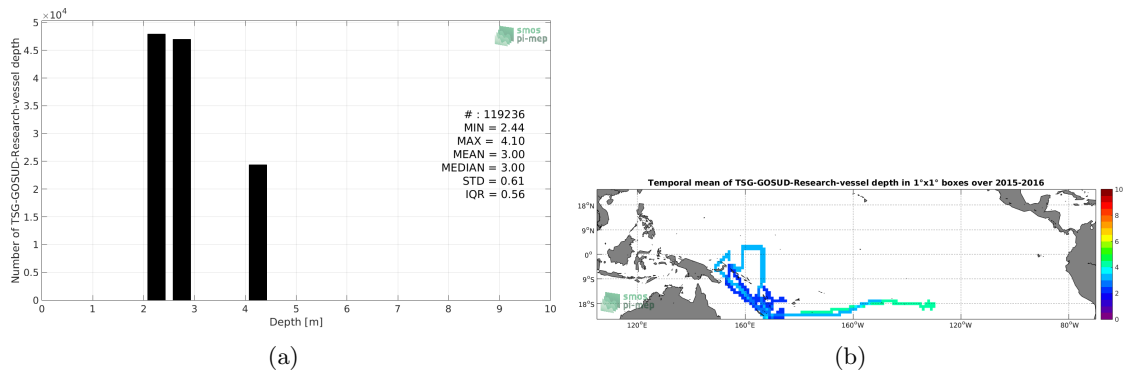 ×10⁴
5
4.5
4
3.5
3
2.5
2
1.5
1
0.5
0
Number of TSG-GOSUD-Research-vessel depth
smos
pi-mep
# : 119236
MIN = 2.44
MAX = 4.10
MEAN = 3.00
MEDIAN = 3.00
STD = 0.61
IQR = 0.56
0 1 2 3 4 5 6 7 8 9 10
Depth [m]
(a)
Temporal mean of TSG-GOSUD-Research-vessel depth in 1°x1° boxes over 2015-2016
18°N
9°N
0°
9°S
18°S
smos
pi-mep
120°E 160°E 160°W 120°W 80°W
10
8
6
4
2
0
(b)